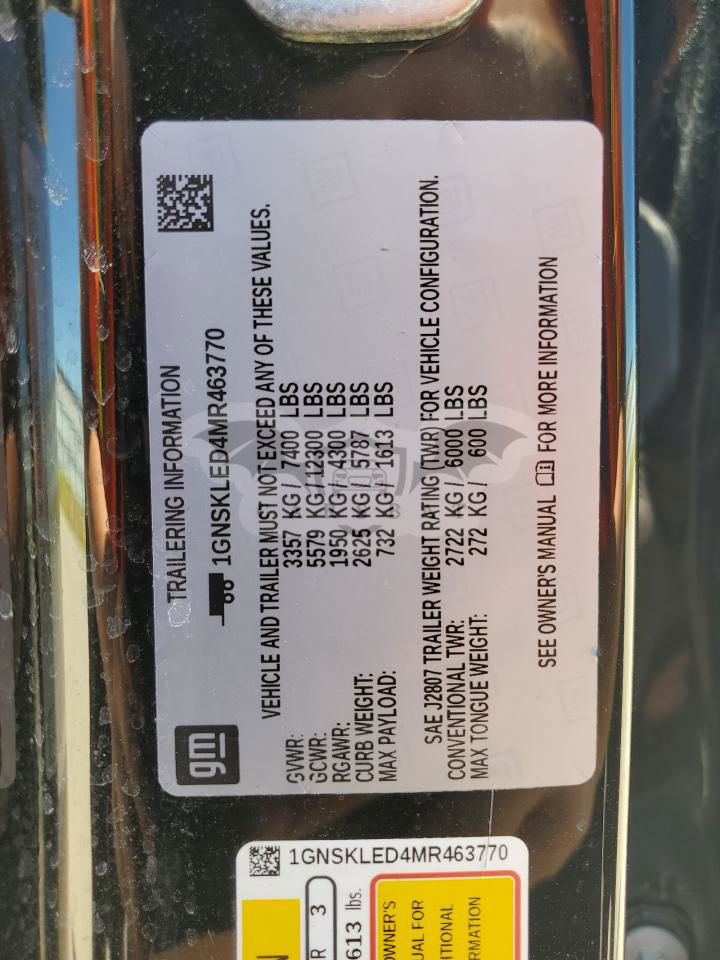 TRAILERING INFORMATION
1GNSKLED4MR463770
gm
VEHICLE AND TRAILER MUST NOT EXCEED ANY OF THESE VALUES.
GVWR: 3357 KG / 7400 LBS
GCWR: 5579 KG / 12300 LBS
RGAWR: 1950 KG / 4300 LBS
CURB WEIGHT: 2625 KG / 5787 LBS
MAX PAYLOAD: 732 KG / 1613 LBS
SAE J2807 TRAILER WEIGHT RATING (TWR) FOR VEHICLE CONFIGURATION.
CONVENTIONAL TWR: 2722 KG / 6000 LBS
MAX TONGUE WEIGHT: 272 KG / 600 LBS
SEE OWNER'S MANUAL FOR MORE INFORMATION
1GNSKLED4MR463770
N
R 3
613 lbs.
OWNER'S
UAL FOR
ITIONAL
RMATION